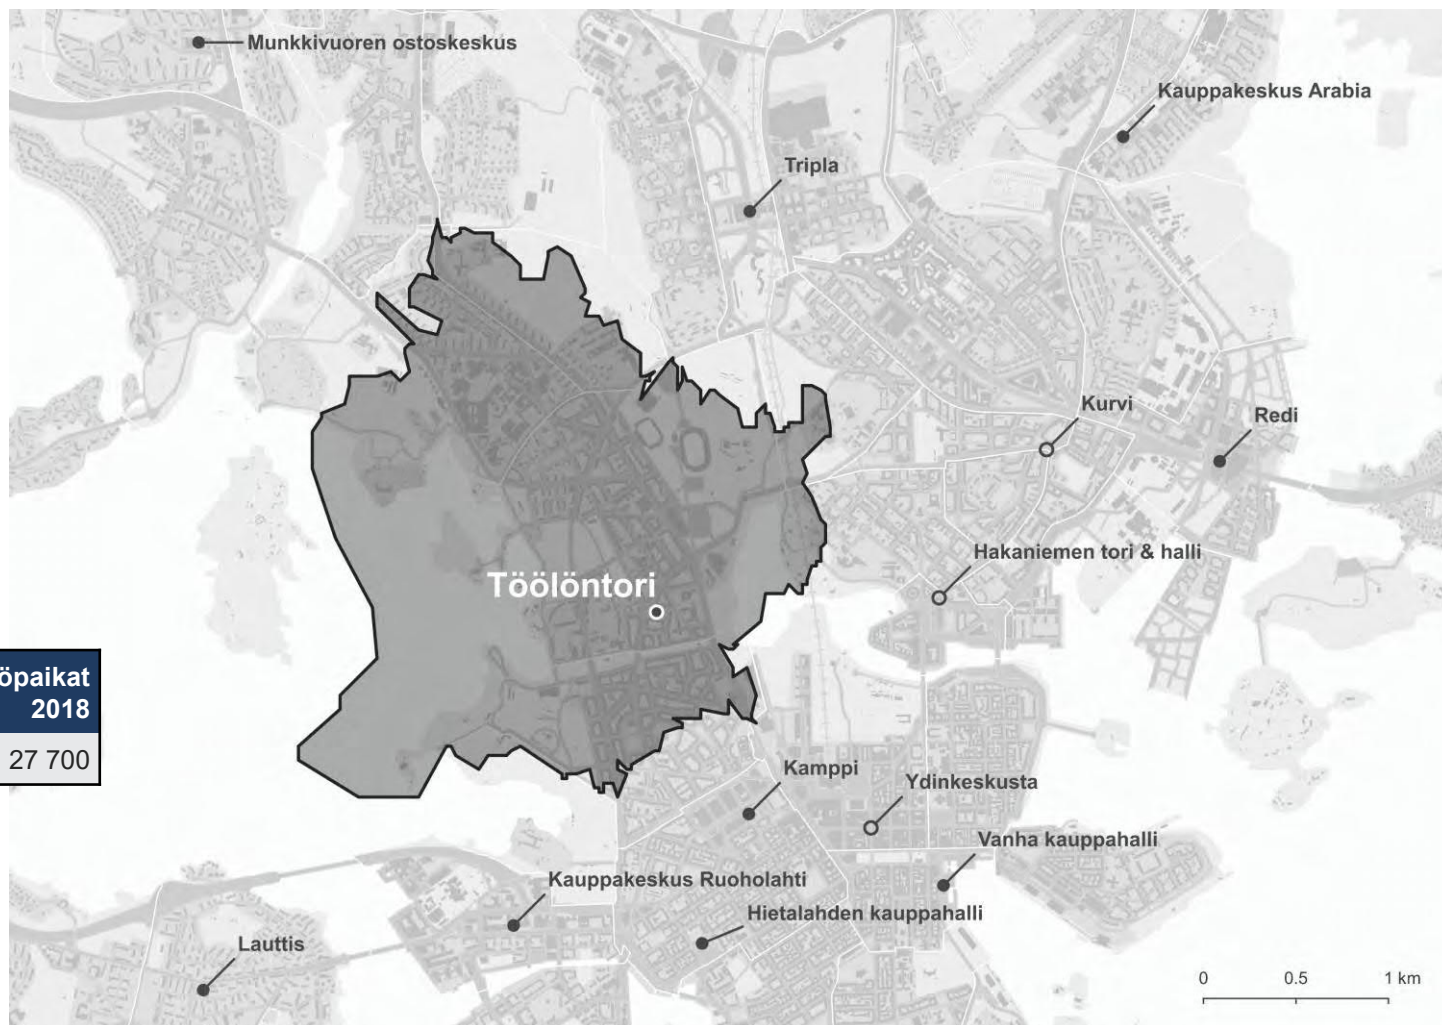 Munkkivuoren ostoskeskus
Kauppakeskus Arabia
Tripla
Kurvi
Redi
Hakaniemen tori & halli
Töölöntori
öpaikat
2018
27 700
Kamppi
Ydinkeskusta
Vanha kauppahalli
Kauppakeskus Ruoholahti
Hietalahden kauppahalli
Lauttis
0 0.5 1 km